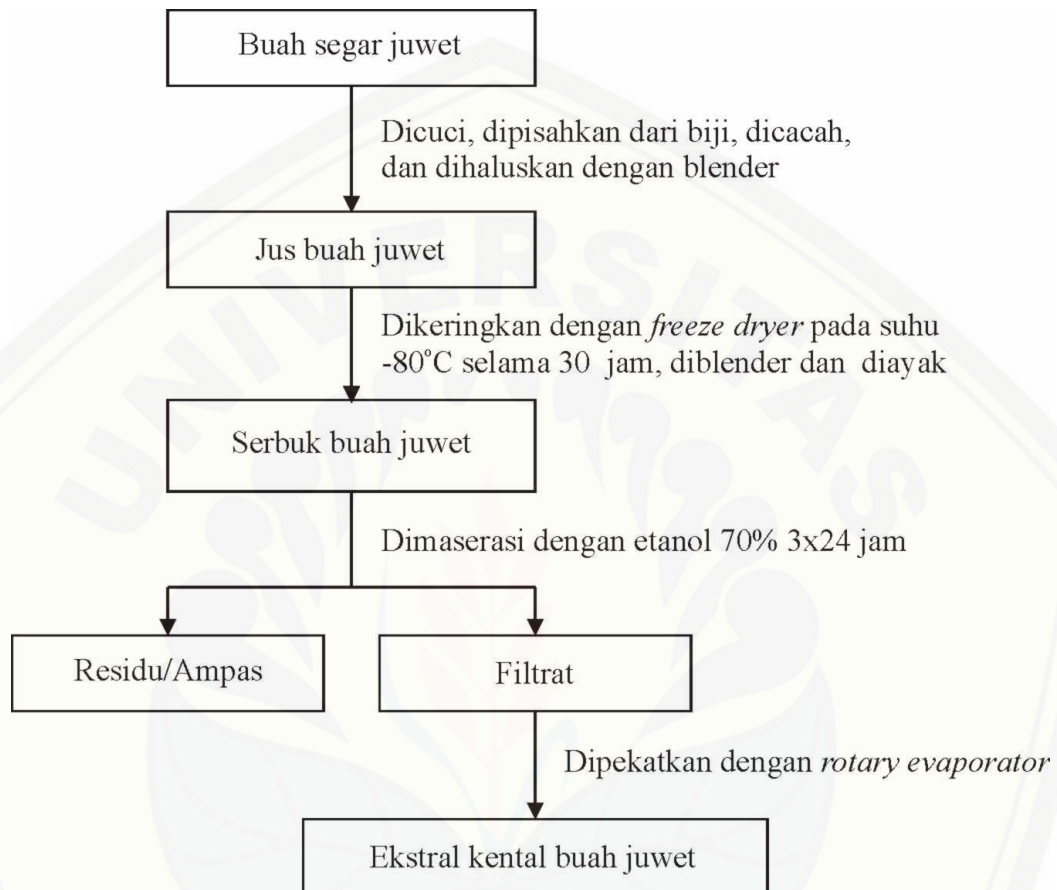 Buah segar juwet
Dicuci, dipisahkan dari biji, dicacah,
dan dihaluskan dengan blender
Jus buah juwet
Dikeringkan dengan freeze dryer pada suhu
-80°C selama 30 jam, diblender dan diayak
Serbuk buah juwet
Dimaserasi dengan etanol 70% 3x24 jam
Residu/Ampas
Filtrat
Dipekatkan dengan rotary evaporator
Ekstral kental buah juwet
UNIVERSITAS